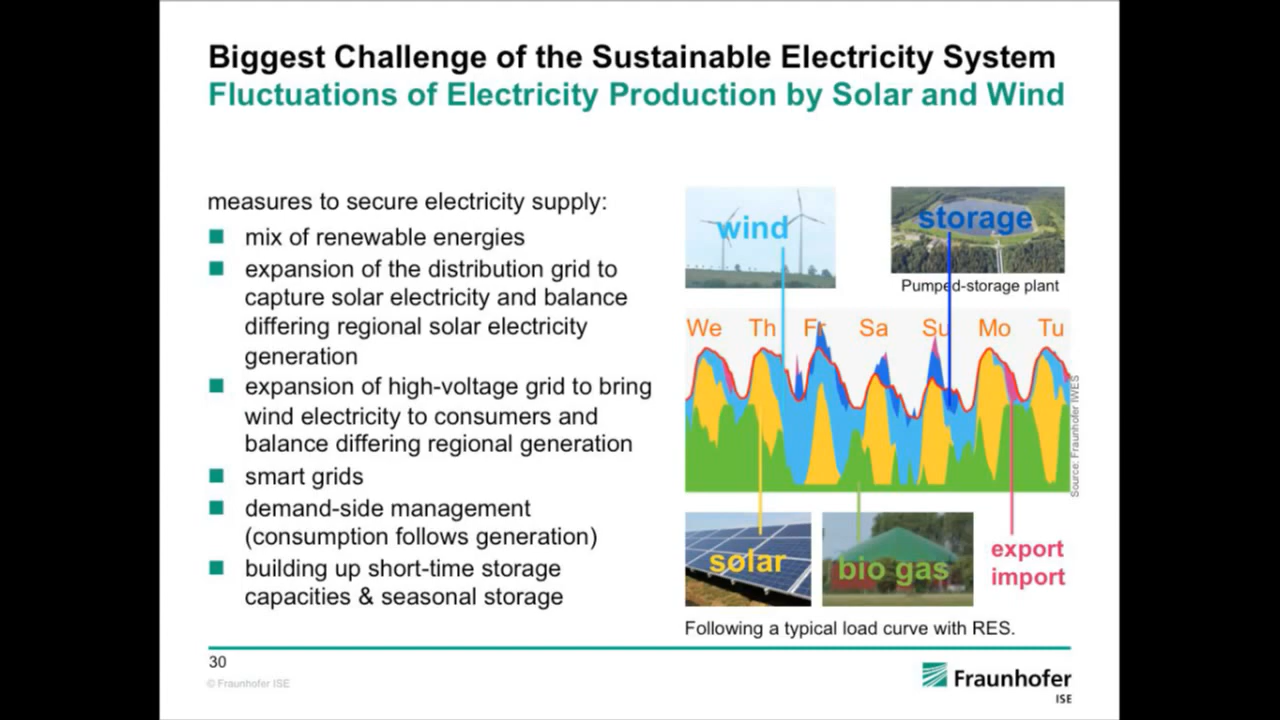 Biggest Challenge of the Sustainable Electricity System
Fluctuations of Electricity Production by Solar and Wind
measures to secure electricity supply:
mix of renewable energies
expansion of the distribution grid to
capture solar electricity and balance
differing regional solar electricity
generation
expansion of high-voltage grid to bring
wind electricity to consumers and
balance differing regional generation
smart grids
demand-side management
(consumption follows generation)
building up short-time storage
capacities & seasonal storage
wind
storage
Pumped-storage plant
We Th Fr Sa Su Mo Tu
Source: Fraunhofer IWES
solar
bio gas
export
import
Following a typical load curve with RES.
30
© Fraunhofer ISE
Fraunhofer
ISE